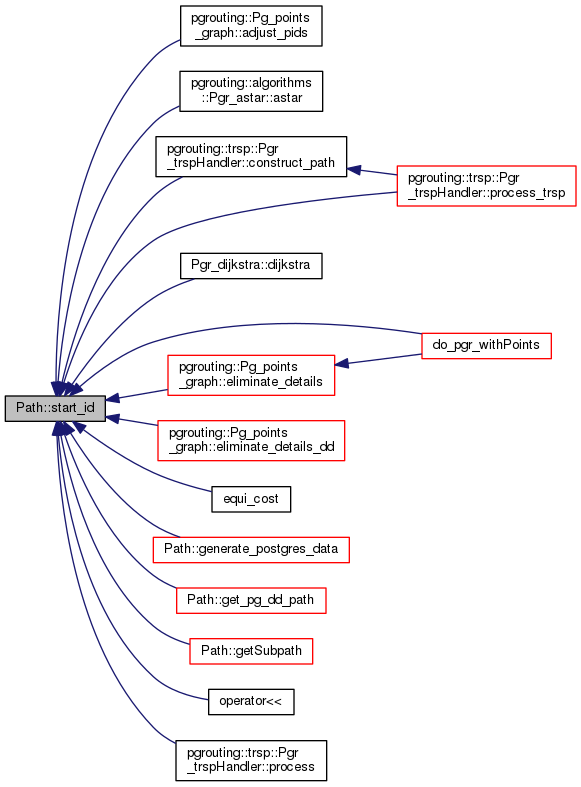 pgrouting::Pg_points
_graph::adjust_pids
pgrouting::algorithms
::Pgr_astar::astar
pgrouting::trsp::Pgr
_trspHandler::construct_path
pgrouting::trsp::Pgr
_trspHandler::process_trsp
Pgr_dijkstra::dijkstra
do_pgr_withPoints
pgrouting::Pg_points
_graph::eliminate_details
Path::start_id
pgrouting::Pg_points
_graph::eliminate_details_dd
equi_cost
Path::generate_postgres_data
Path::get_pg_dd_path
Path::getSubpath
operator<<
pgrouting::trsp::Pgr
_trspHandler::process